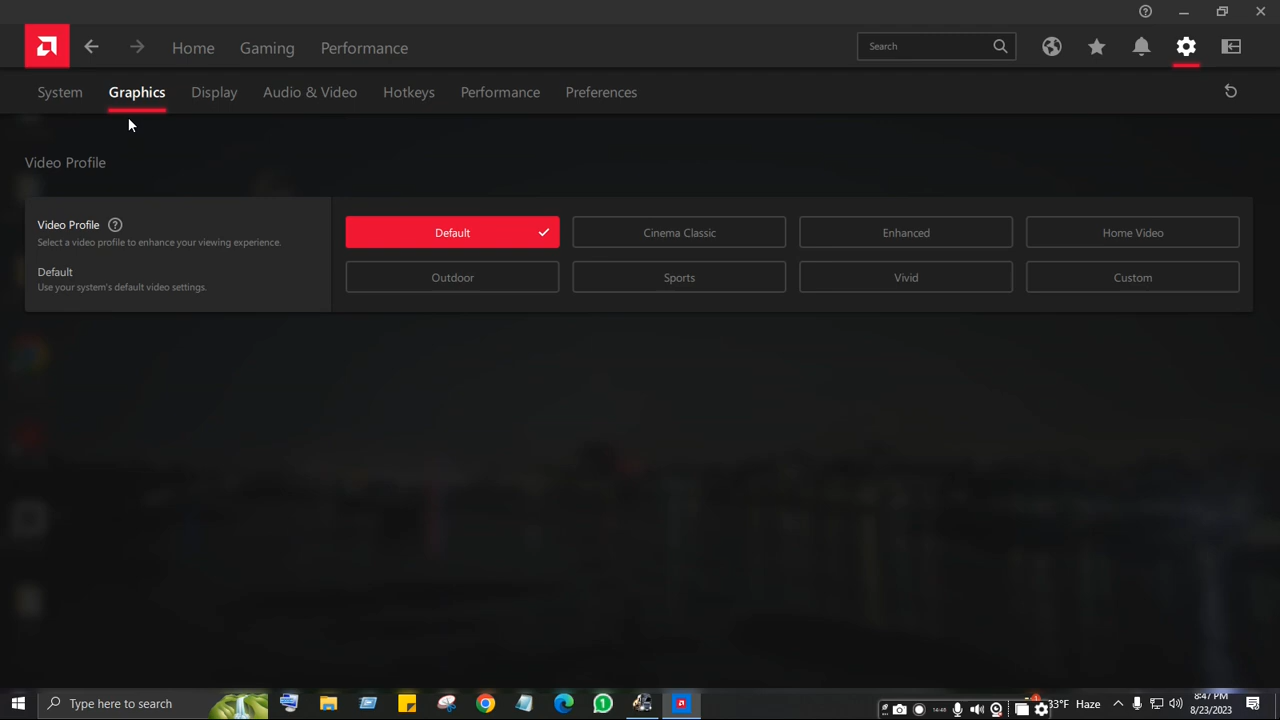 Home Gaming Performance Search
System Graphics Display Audio & Video Hotkeys Performance Preferences
Video Profile
Video Profile
Select a video profile to enhance your viewing experience.
Default
Use your system's default video settings.
Default Cinema Classic Enhanced Home Video
Outdoor Sports Vivid Custom
Type here to search
Haze
8:47 PM
8/23/2023